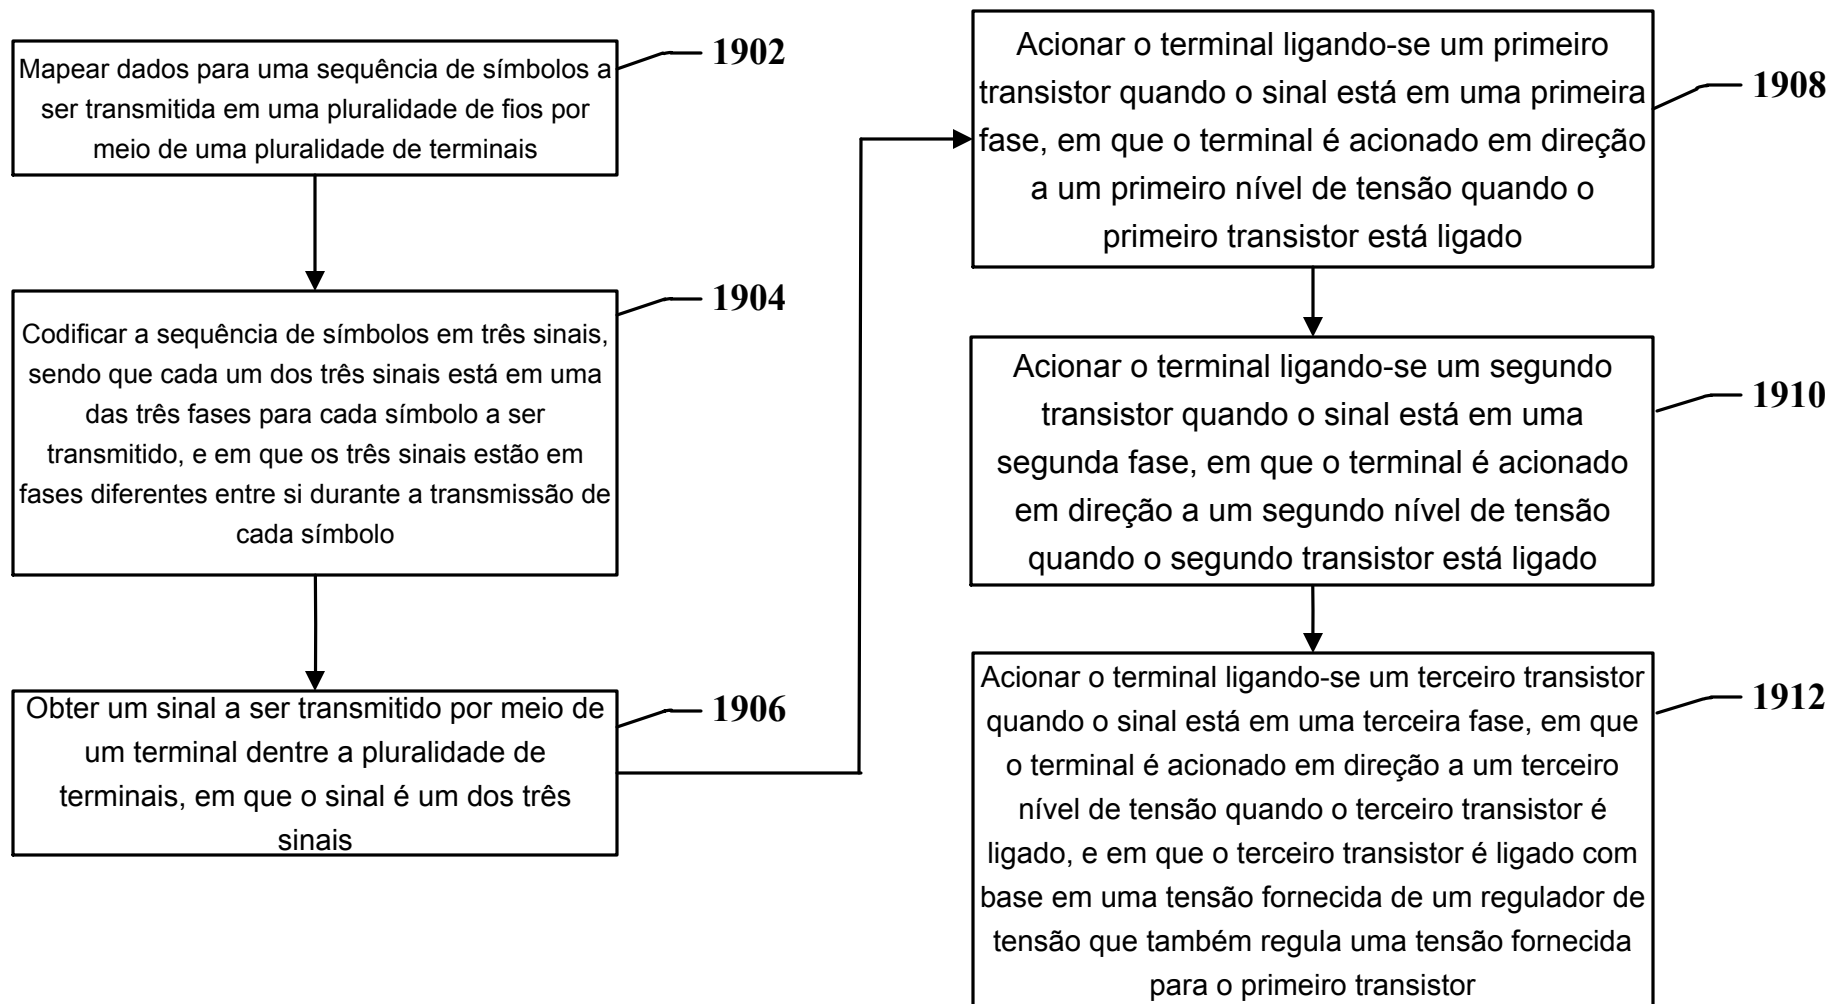 Mapear dados para uma sequência de símbolos a
ser transmitida em uma pluralidade de fios por
meio de uma pluralidade de terminais
1902
Codificar a sequência de símbolos em três sinais,
sendo que cada um dos três sinais está em uma
das três fases para cada símbolo a ser
transmitido, e em que os três sinais estão em
fases diferentes entre si durante a transmissão de
cada símbolo
1904
Obter um sinal a ser transmitido por meio de
um terminal dentre a pluralidade de
terminais, em que o sinal é um dos três
sinais
1906
Acionar o terminal ligando-se um primeiro
transistor quando o sinal está em uma primeira
fase, em que o terminal é acionado em direção
a um primeiro nível de tensão quando o
primeiro transistor está ligado
1908
Acionar o terminal ligando-se um segundo
transistor quando o sinal está em uma
segunda fase, em que o terminal é acionado
em direção a um segundo nível de tensão
quando o segundo transistor está ligado
1910
Acionar o terminal ligando-se um terceiro transistor
quando o sinal está em uma terceira fase, em que
o terminal é acionado em direção a um terceiro
nível de tensão quando o terceiro transistor é
ligado, e em que o terceiro transistor é ligado com
base em uma tensão fornecida de um regulador de
tensão que também regula uma tensão fornecida
para o primeiro transistor
1912